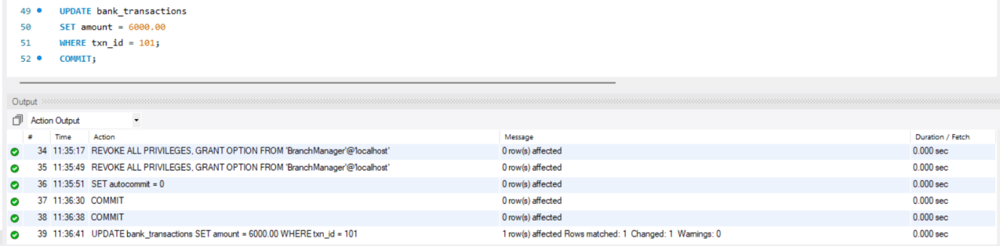 49 UPDATE bank_transactions
50 SET amount = 6000.00
51 WHERE txn_id = 101;
52 COMMIT;
Output
Action Output
# Time Action Message Duration / Fetch
34 11:35:17 REVOKE ALL PRIVILEGES, GRANT OPTION FROM 'BranchManager'@'localhost' 0 row(s) affected 0.000 sec
35 11:35:49 REVOKE ALL PRIVILEGES, GRANT OPTION FROM 'BranchManager'@'localhost' 0 row(s) affected 0.000 sec
36 11:35:51 SET autocommit = 0 0 row(s) affected 0.000 sec
37 11:36:30 COMMIT 0 row(s) affected 0.000 sec
38 11:36:38 COMMIT 0 row(s) affected 0.000 sec
39 11:36:41 UPDATE bank_transactions SET amount = 6000.00 WHERE txn_id = 101 1 row(s) affected Rows matched: 1 Changed: 1 Warnings: 0 0.000 sec